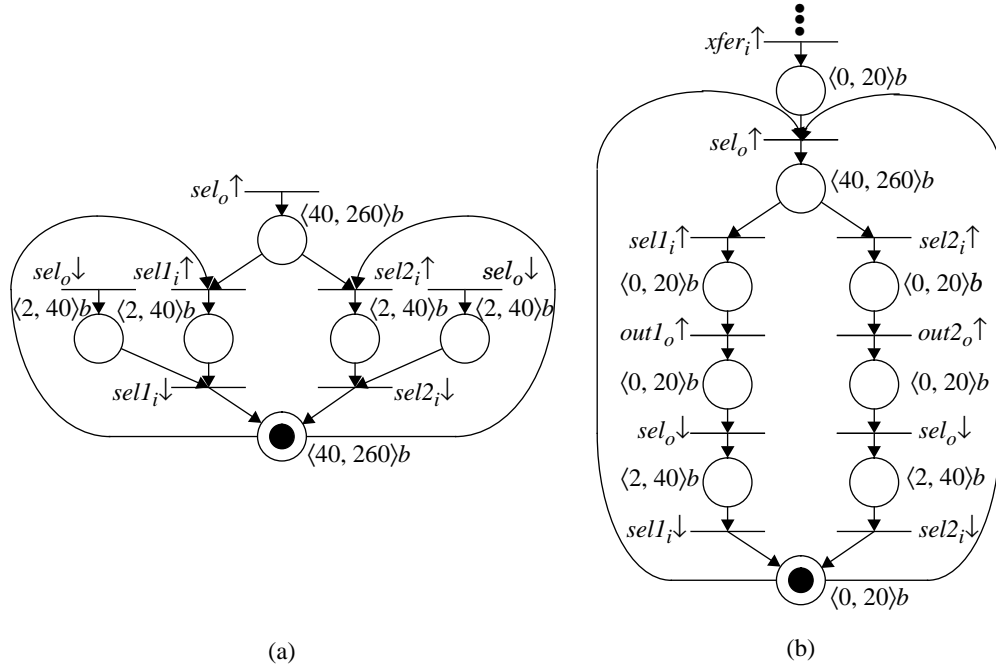 sel_o↑
⟨40, 260⟩b
sel_o↓
sel1_i↑
sel2_i↑
sel_o↓
⟨2, 40⟩b
⟨2, 40⟩b
⟨2, 40⟩b
⟨2, 40⟩b
sel1_i↓
sel2_i↓
⟨40, 260⟩b
(a)
xfer_i↑
⟨0, 20⟩b
sel_o↑
⟨40, 260⟩b
sel1_i↑
sel2_i↑
⟨0, 20⟩b
⟨0, 20⟩b
out1_o↑
out2_o↑
⟨0, 20⟩b
⟨0, 20⟩b
sel_o↓
sel_o↓
⟨2, 40⟩b
⟨2, 40⟩b
sel1_i↓
sel2_i↓
⟨0, 20⟩b
(b)